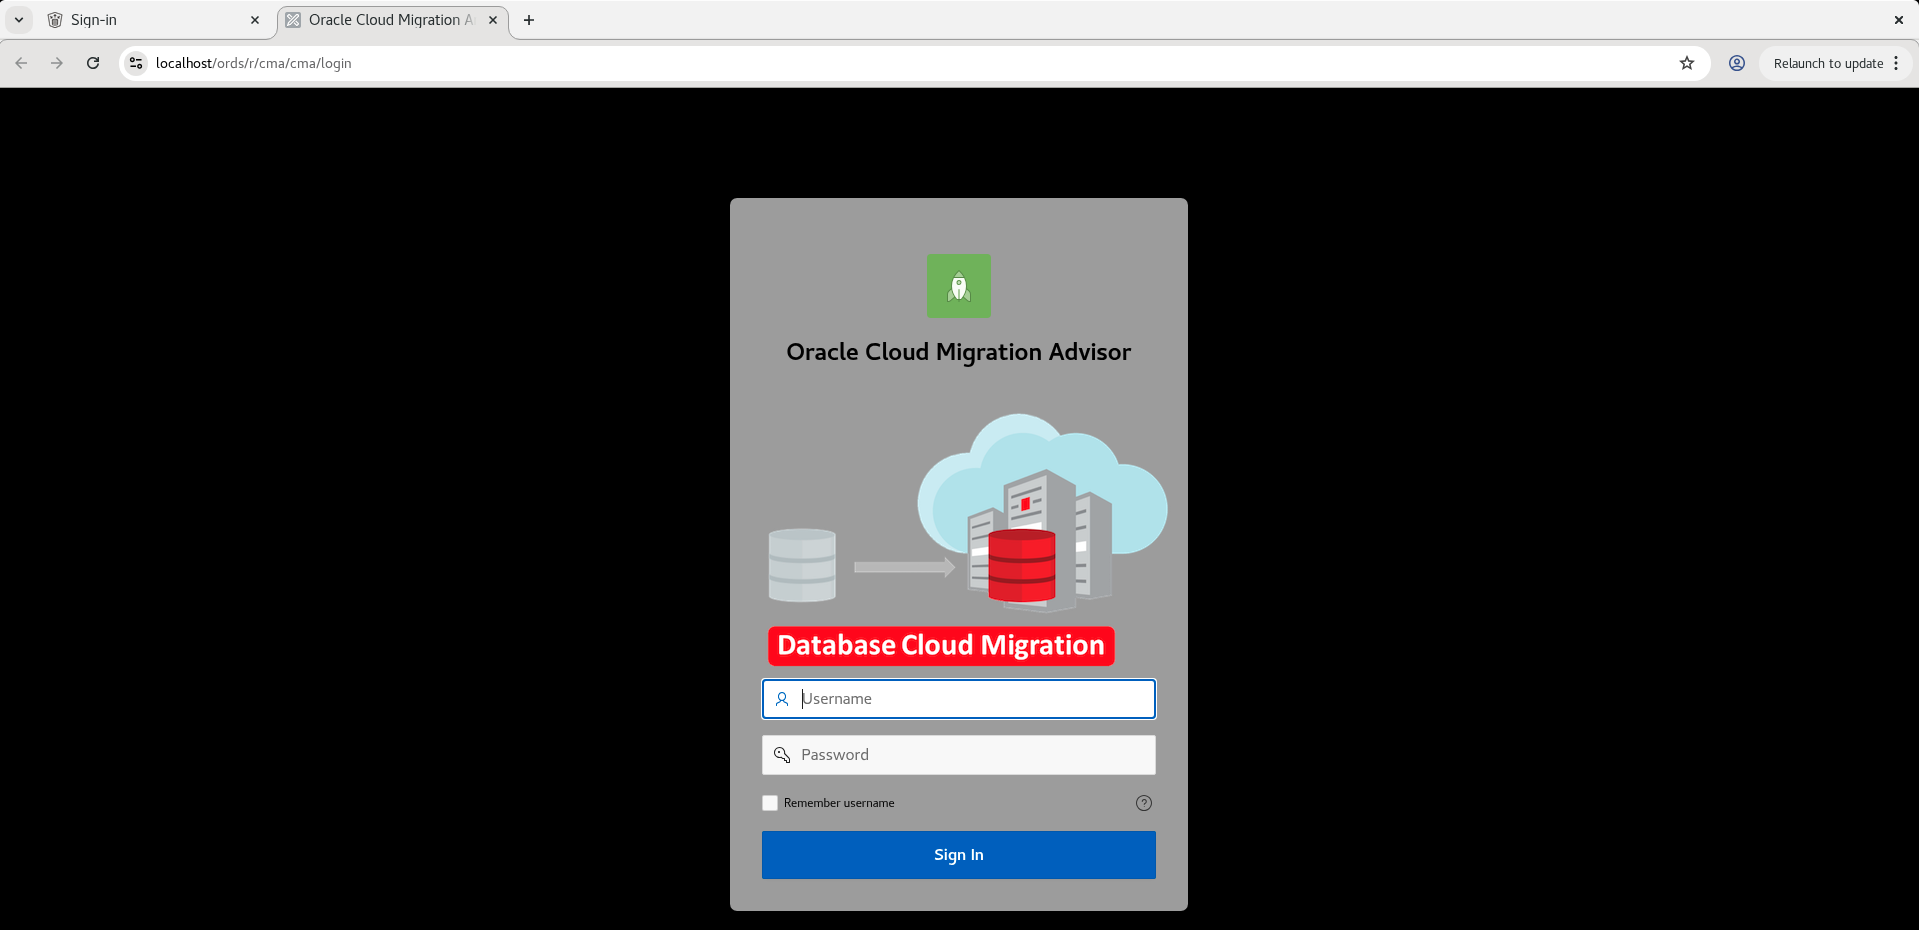 Sign-in
Oracle Cloud Migration A
localhost/ords/r/cma/cma/login
Relaunch to update
Oracle Cloud Migration Advisor
Database Cloud Migration
Username
Password
Remember username
?
Sign In